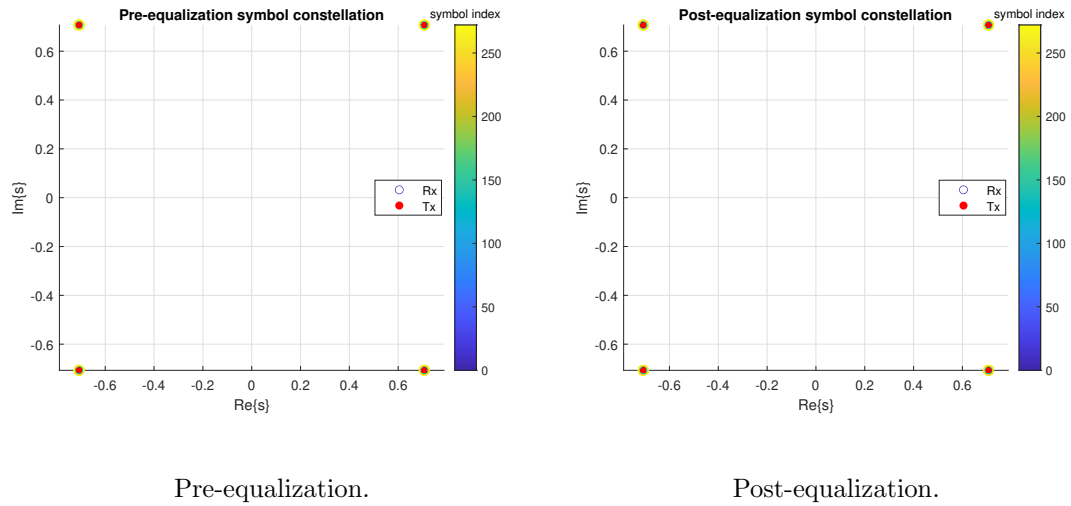 Pre-equalization symbol constellation
symbol index
0.6
0.4
0.2
0
-0.2
-0.4
-0.6
Im{s}
-0.6
-0.4
-0.2
0
0.2
0.4
0.6
Re{s}
Rx
Tx
250
200
150
100
50
0
Pre-equalization.
Post-equalization symbol constellation
symbol index
0.6
0.4
0.2
0
-0.2
-0.4
-0.6
Im{s}
-0.6
-0.4
-0.2
0
0.2
0.4
0.6
Re{s}
Rx
Tx
250
200
150
100
50
0
Post-equalization.